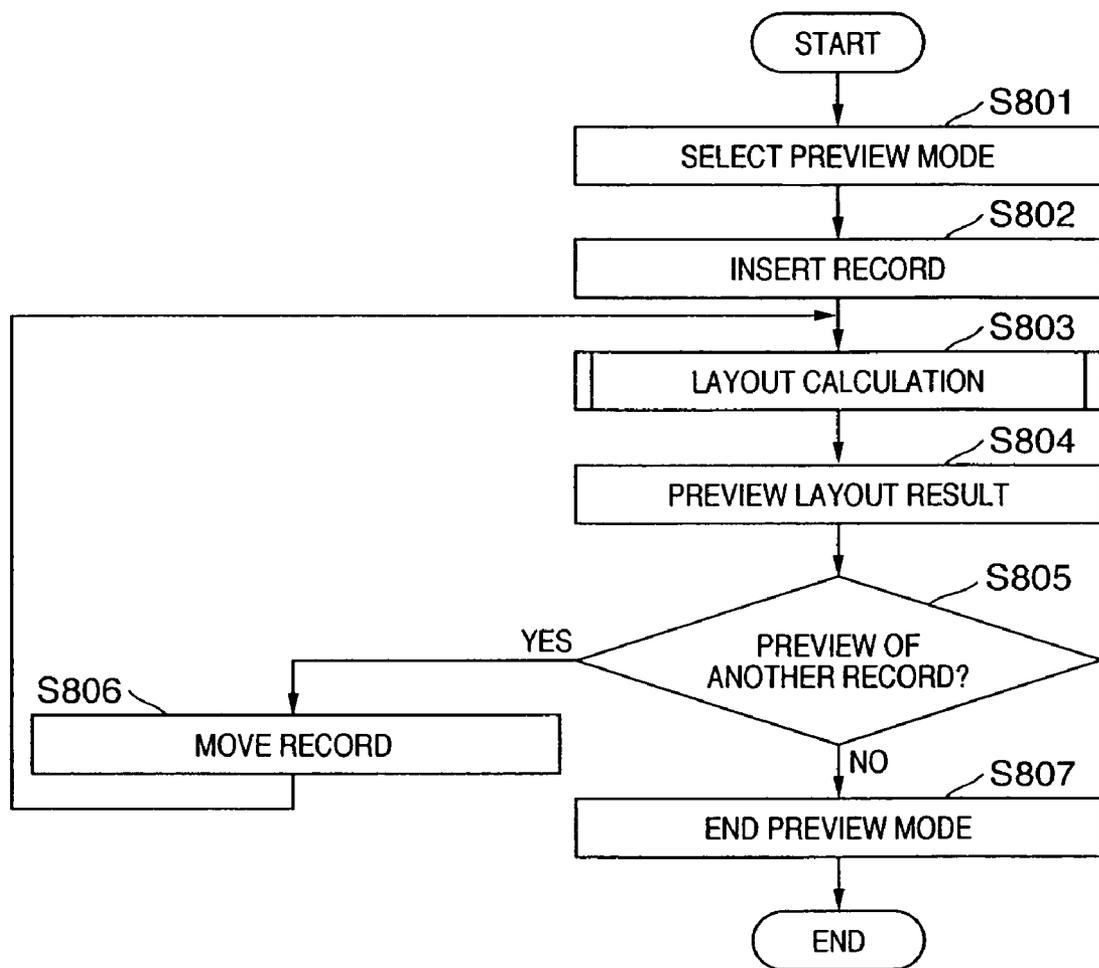 START
S801
SELECT PREVIEW MODE
S802
INSERT RECORD
S803
LAYOUT CALCULATION
S804
PREVIEW LAYOUT RESULT
S805
YES
PREVIEW OF
ANOTHER RECORD?
S806
MOVE RECORD
NO
S807
END PREVIEW MODE
END